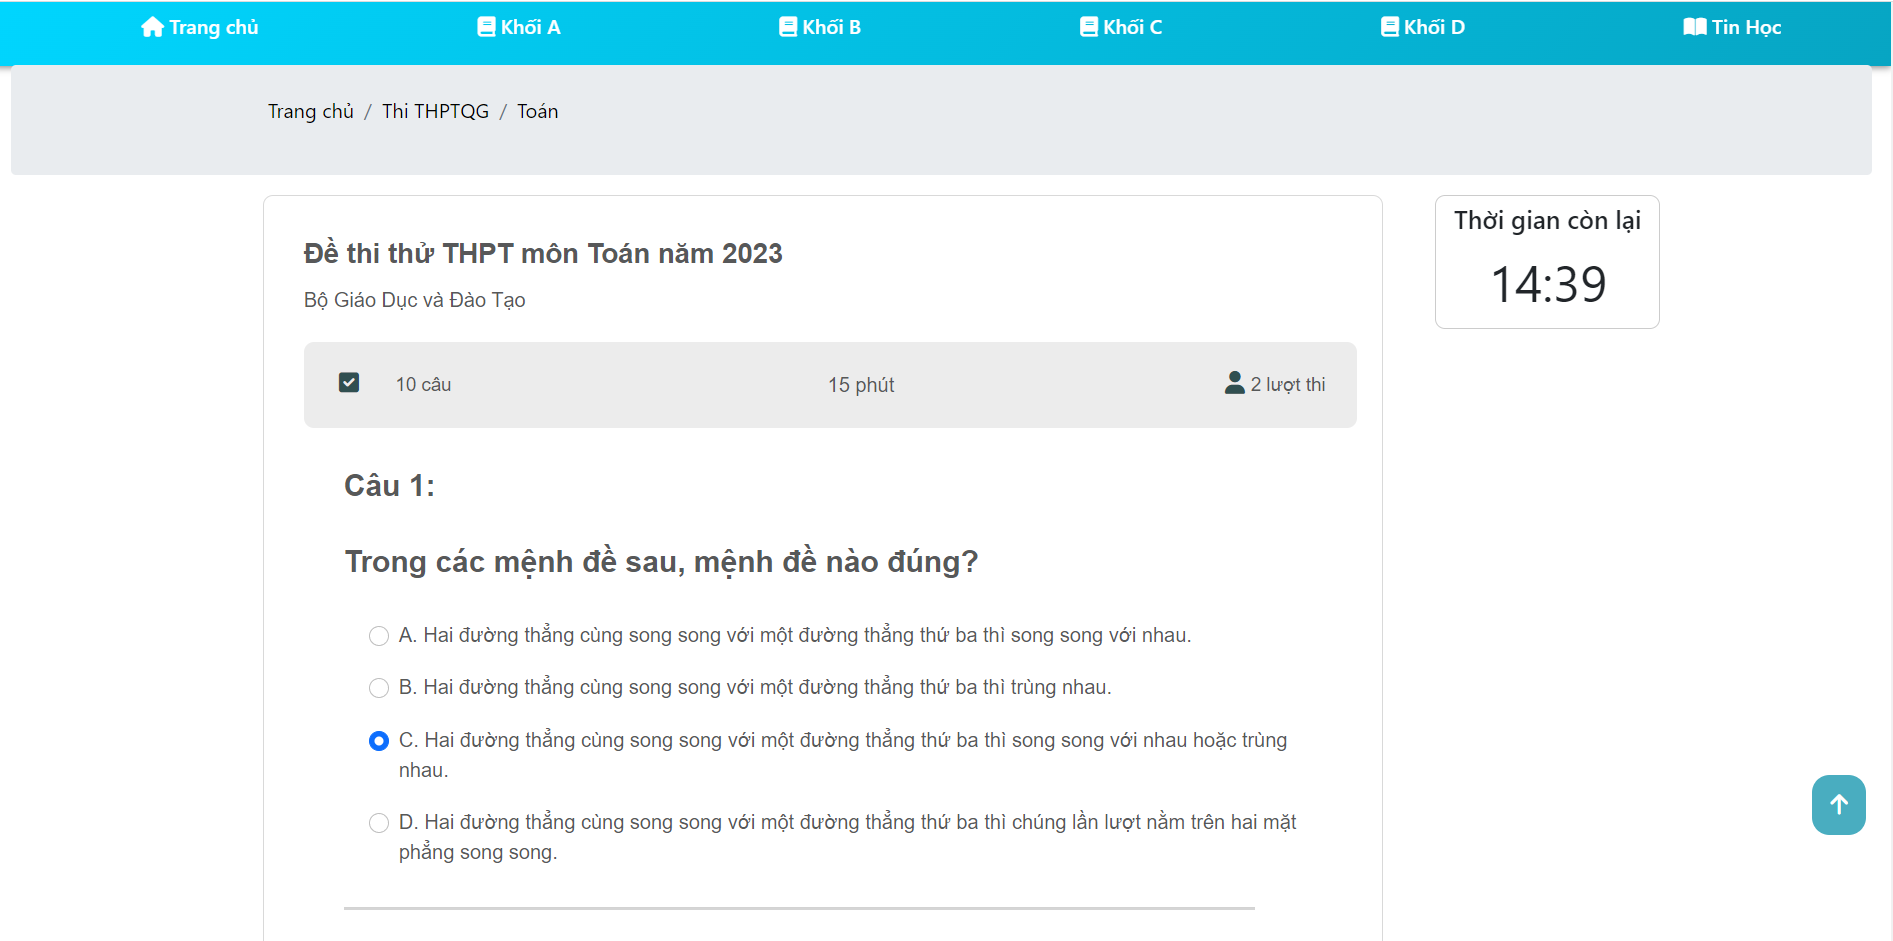 Trang chủ
Khối A
Khối B
Khối C
Khối D
Tin Học
Trang chủ / Thi THPTQG / Toán
Đề thi thử THPT môn Toán năm 2023
Bộ Giáo Dục và Đào Tạo
Thời gian còn lại
14:39
10 câu
15 phút
2 lượt thi
Câu 1:
Trong các mệnh đề sau, mệnh đề nào đúng?
A. Hai đường thẳng cùng song song với một đường thẳng thứ ba thì song song với nhau.
B. Hai đường thẳng cùng song song với một đường thẳng thứ ba thì trùng nhau.
C. Hai đường thẳng cùng song song với một đường thẳng thứ ba thì song song với nhau hoặc trùng
nhau.
D. Hai đường thẳng cùng song song với một đường thẳng thứ ba thì chúng lần lượt nằm trên hai mặt
phẳng song song.